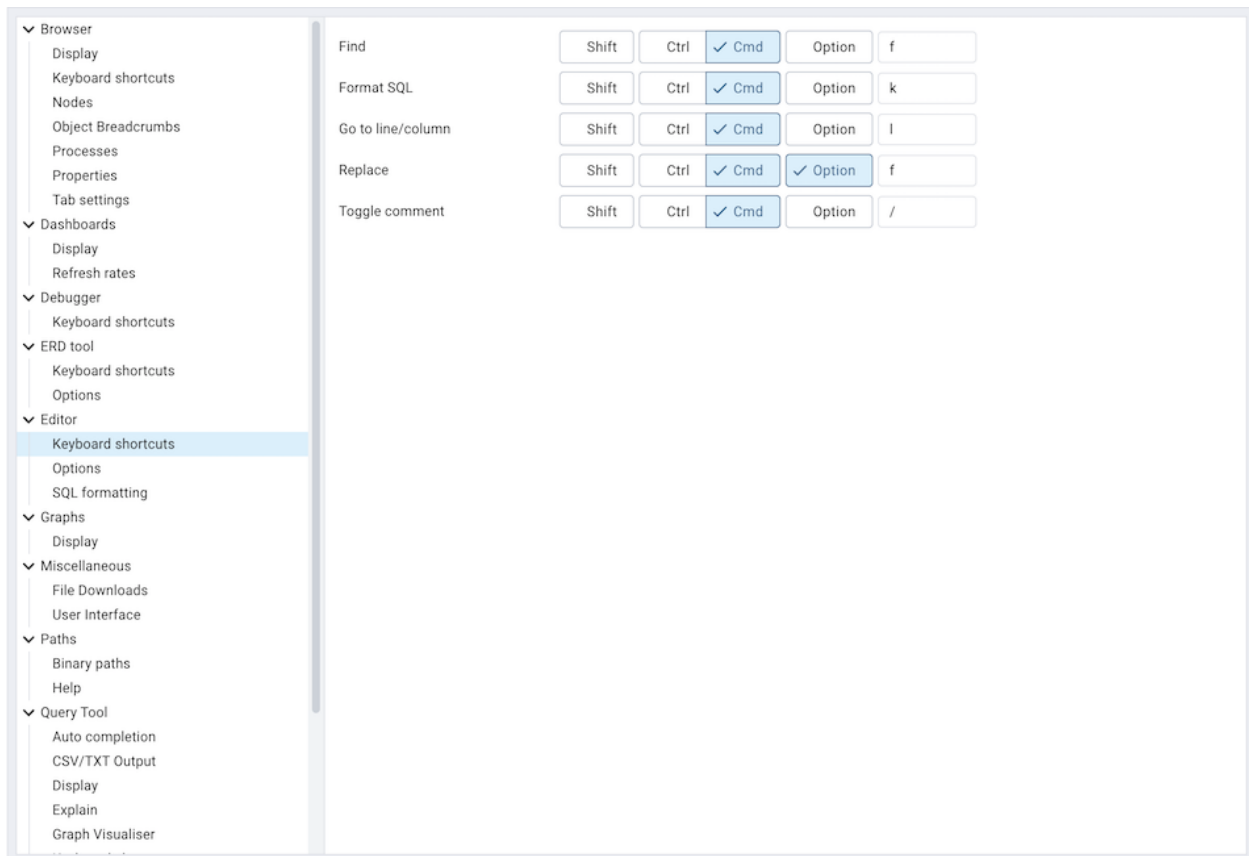 Browser
Display
Keyboard shortcuts
Nodes
Object Breadcrumbs
Processes
Properties
Tab settings
Dashboards
Display
Refresh rates
Debugger
Keyboard shortcuts
ERD tool
Keyboard shortcuts
Options
Editor
Keyboard shortcuts
Options
SQL formatting
Graphs
Display
Miscellaneous
File Downloads
User Interface
Paths
Binary paths
Help
Query Tool
Auto completion
CSV/TXT Output
Display
Explain
Graph Visualiser
Find Shift Ctrl Cmd Option f
Format SQL Shift Ctrl Cmd Option k
Go to line/column Shift Ctrl Cmd Option l
Replace Shift Ctrl Cmd Option f
Toggle comment Shift Ctrl Cmd Option /